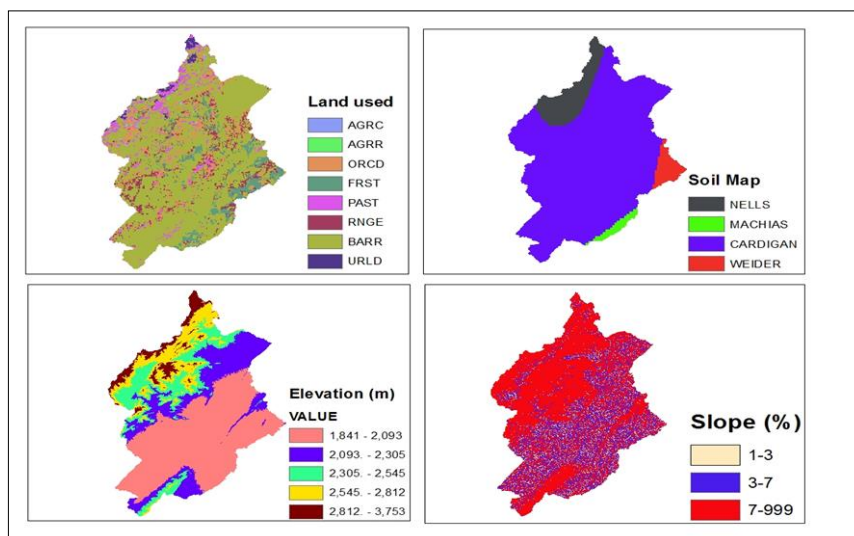 Land used
AGRC
AGRR
ORCD
FRST
PAST
RNGE
BARR
URLD
Soil Map
NELLS
MACHIAS
CARDIGAN
WEIDER
Elevation (m)
VALUE
1,841. - 2,093
2,093. - 2,305
2,305. - 2,545
2,545. - 2,812
2,812. - 3,753
Slope (%)
1-3
3-7
7-999